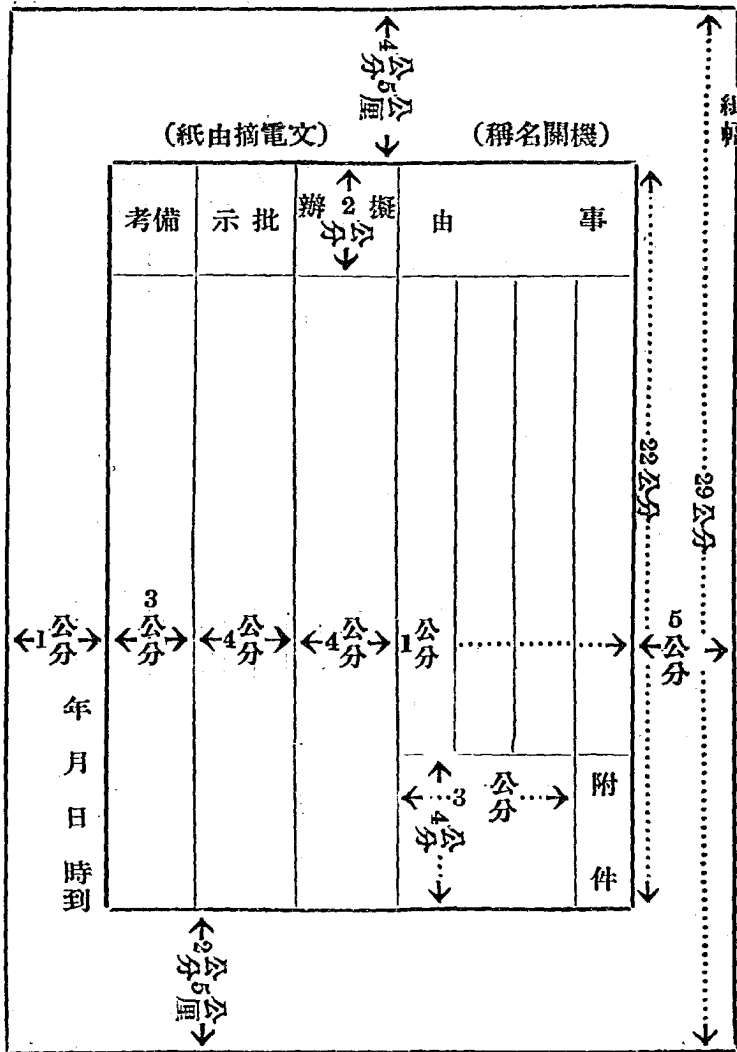 紙幅
(機關名稱)
(文電摘由紙)
4公分5公厘
事由
擬辦
2公分
批示
備考
29公分
22公分
5公分
1公分
4公分
4公分
3公分
1公分
附件
3公分
4公分
年月日時到
2公分5公厘